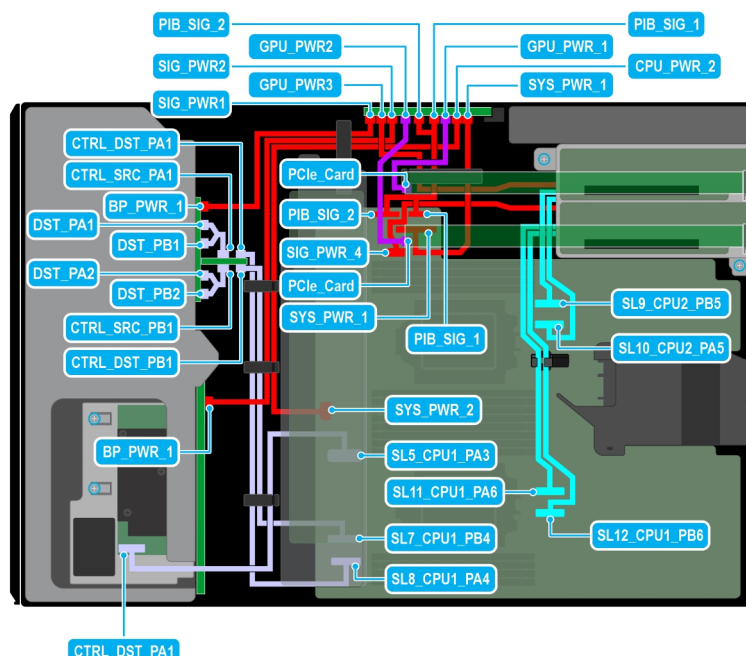 PIB_SIG_2
PIB_SIG_1
GPU_PWR2
GPU_PWR_1
SIG_PWR2
CPU_PWR_2
GPU_PWR3
SYS_PWR_1
SIG_PWR1
CTRL_DST_PA1
CTRL_SRC_PA1
PCIe_Card
BP_PWR_1
DST_PA1
PIB_SIG_2
DST_PB1
SIG_PWR_4
DST_PA2
PCIe_Card
DST_PB2
SL9_CPU2_PB5
SYS_PWR_1
CTRL_SRC_PB1
PIB_SIG_1
SL10_CPU2_PA5
CTRL_DST_PB1
SYS_PWR_2
BP_PWR_1
SL5_CPU1_PA3
SL11_CPU1_PA6
SL7_CPU1_PB4
SL12_CPU1_PB6
SL8_CPU1_PA4
CTRL_DST_PA1